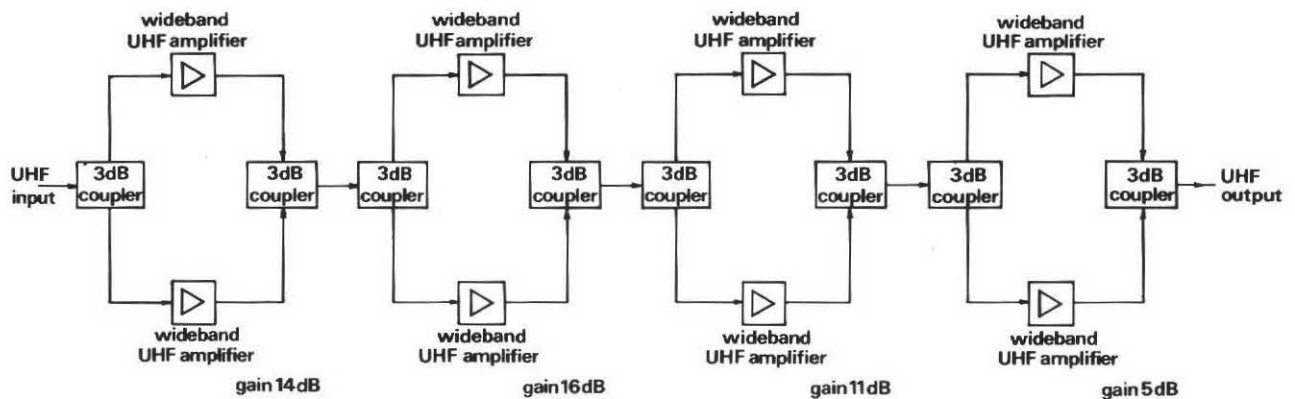 wideband
UHF amplifier
wideband
UHF amplifier
wideband
UHF amplifier
wideband
UHF amplifier
UHF
input
3dB
coupler
3dB
coupler
3dB
coupler
3dB
coupler
3dB
coupler
3dB
coupler
3dB
coupler
3dB
coupler
UHF
output
wideband
UHF amplifier
wideband
UHF amplifier
wideband
UHF amplifier
wideband
UHF amplifier
gain 14dB
gain 16dB
gain 11dB
gain 5dB